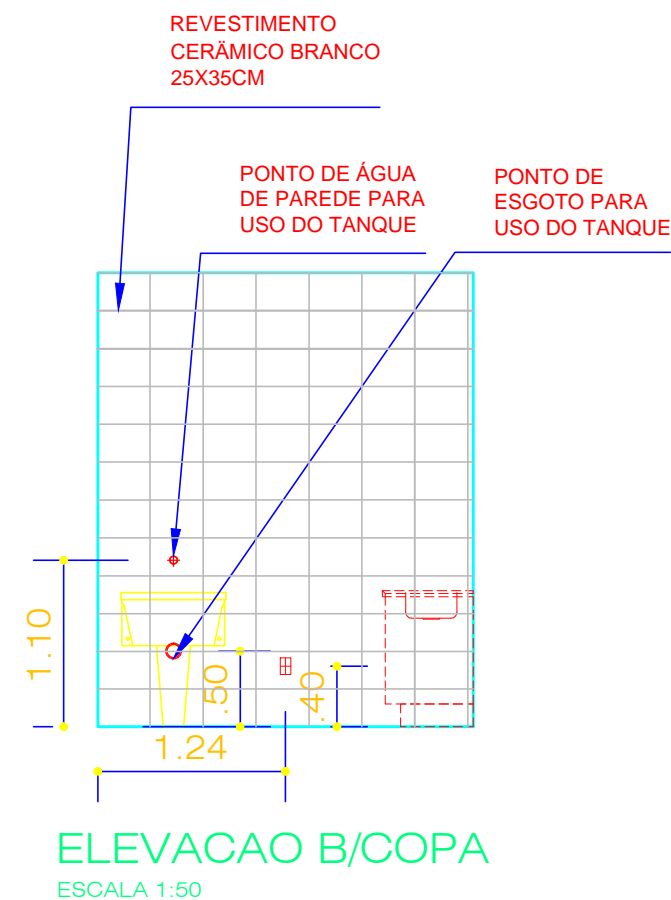 REVESTIMENTO
CERÄMICO BRANCO
25X35CM
PONTO DE ÁGUA
DE PAREDE PARA
USO DO TANQUE
PONTO DE
ESGOTO PARA
USO DO TANQUE
1.10
.50
.40
1.24
ELEVACAO B/COPA
ESCALA 1:50